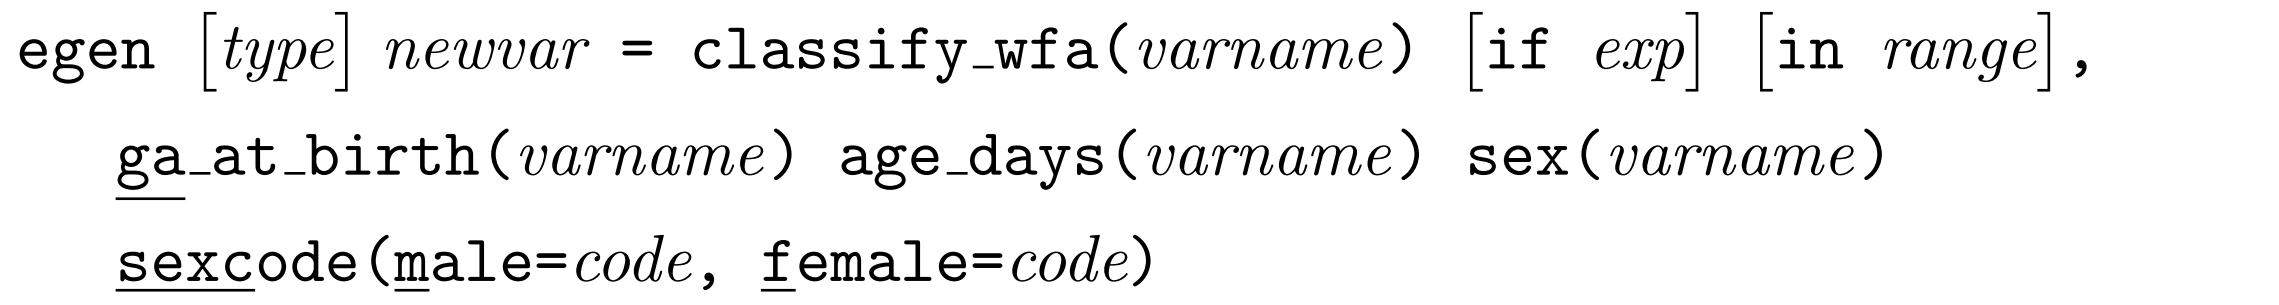 egen [type] newvar = classify_wfa(varname) [if exp] [in range],
ga_at_birth(varname) age_days(varname) sex(varname)
sexcode(male=code, female=code)